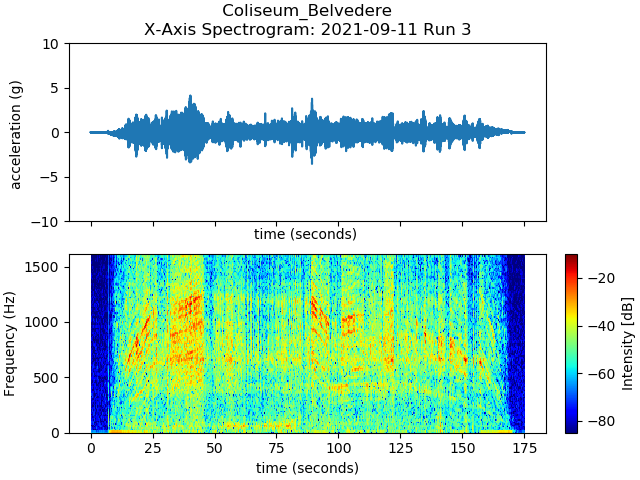 Coliseum_Belvedere
X-Axis Spectrogram: 2021-09-11 Run 3
10
5
0
−5
−10
acceleration (g)
time (seconds)
1500
1000
500
0
Frequency (Hz)
0 25 50 75 100 125 150 175
time (seconds)
−20
−40
−60
−80
Intensity [dB]